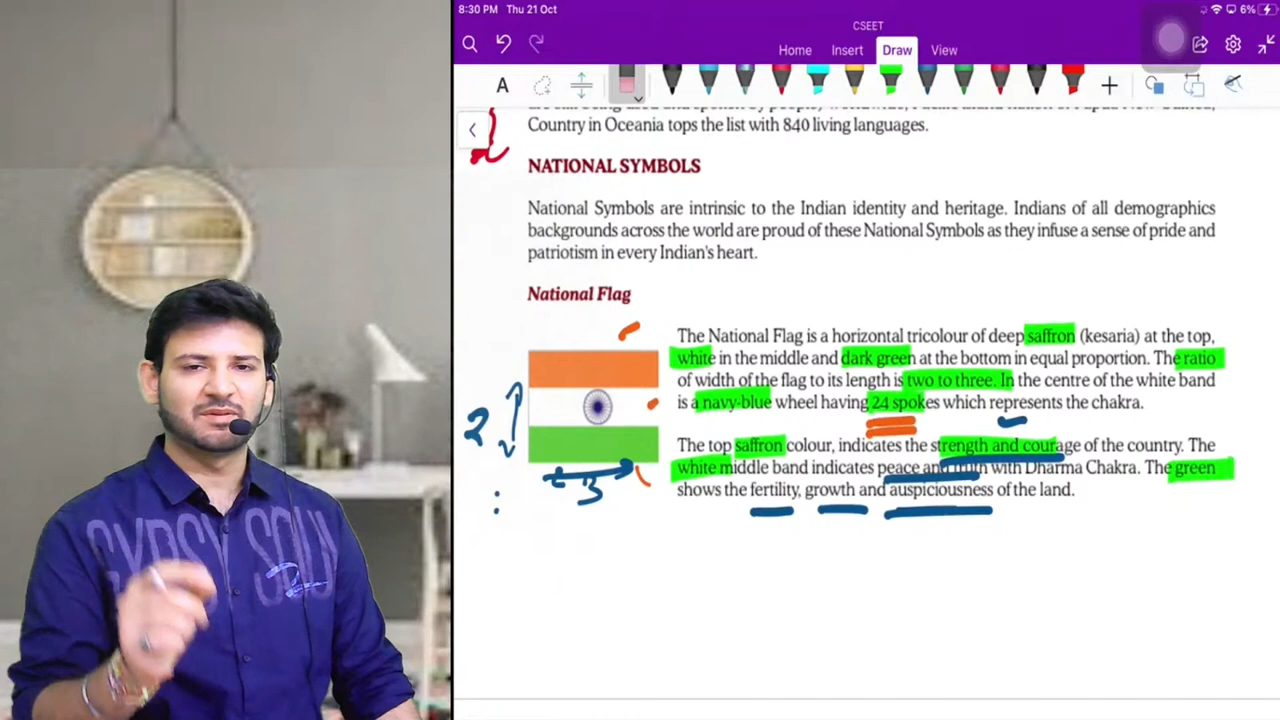 8:30 PM Thu 21 Oct
6%
CSEET
Home Insert Draw View
A
Country in Oceania tops the list with 840 living languages.
NATIONAL SYMBOLS
National Symbols are intrinsic to the Indian identity and heritage. Indians of all demographics
backgrounds across the world are proud of these National Symbols as they infuse a sense of pride and
patriotism in every Indian's heart.
National Flag
The National Flag is a horizontal tricolour of deep saffron (kesaria) at the top,
white in the middle and dark green at the bottom in equal proportion. The ratio
of width of the flag to its length is two to three. In the centre of the white band
is a navy-blue wheel having 24 spokes which represents the chakra.
The top saffron colour, indicates the strength and courage of the country. The
white middle band indicates peace and truth with Dharma Chakra. The green
shows the fertility, growth and auspiciousness of the land.
2
3
:
GYPSY SOUL
2